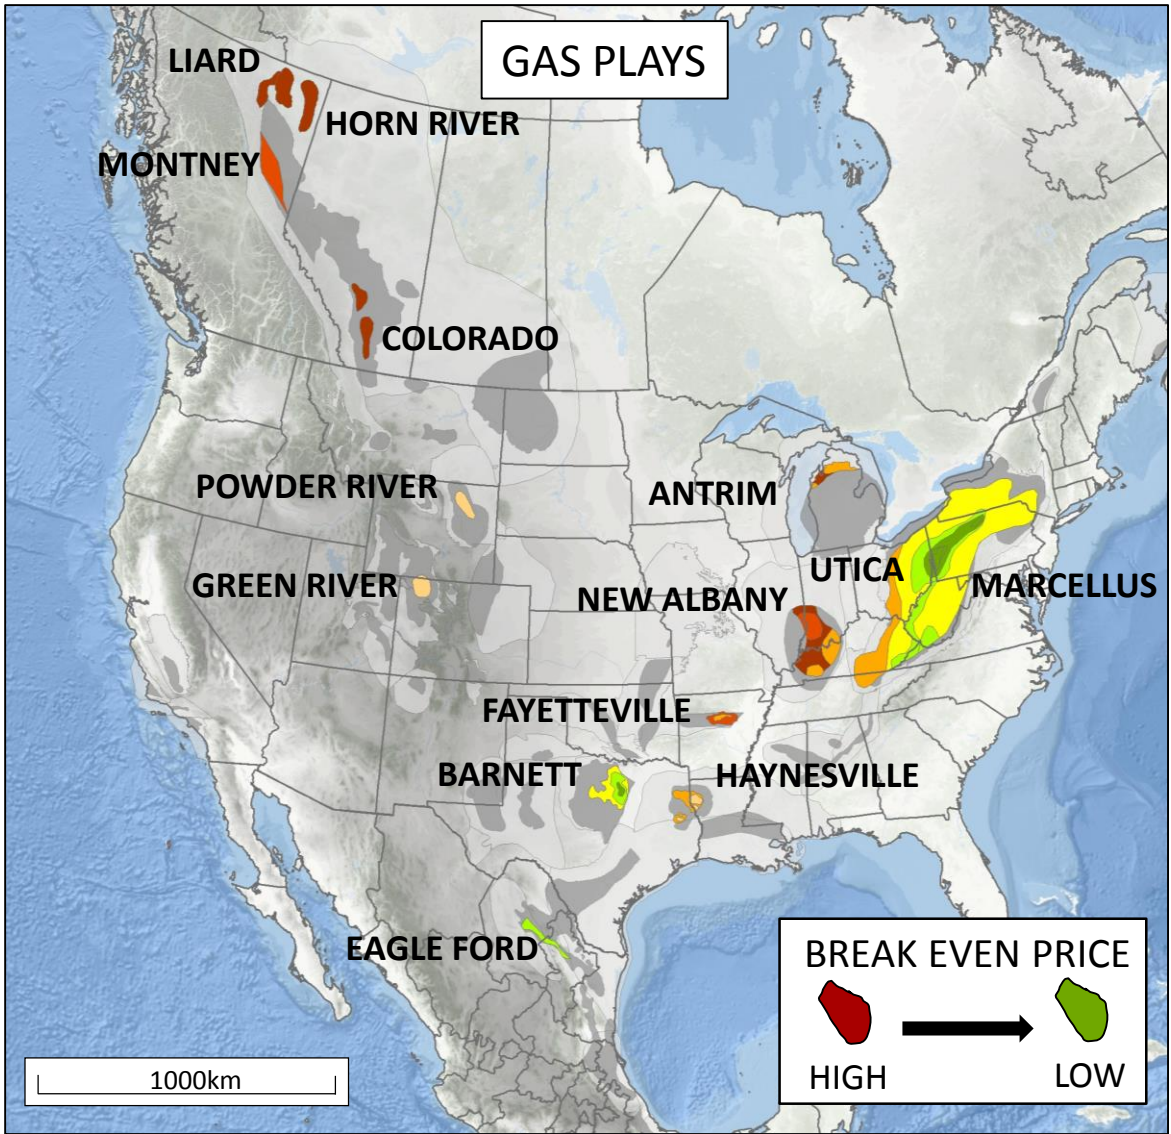 GAS PLAYS
LIARD
HORN RIVER
MONTNEY
COLORADO
POWDER RIVER
ANTRIM
GREEN RIVER
UTICA
MARCELLUS
NEW ALBANY
FAYETTEVILLE
BARNETT
HAYNESVILLE
EAGLE FORD
BREAK EVEN PRICE
HIGH
LOW
1000km